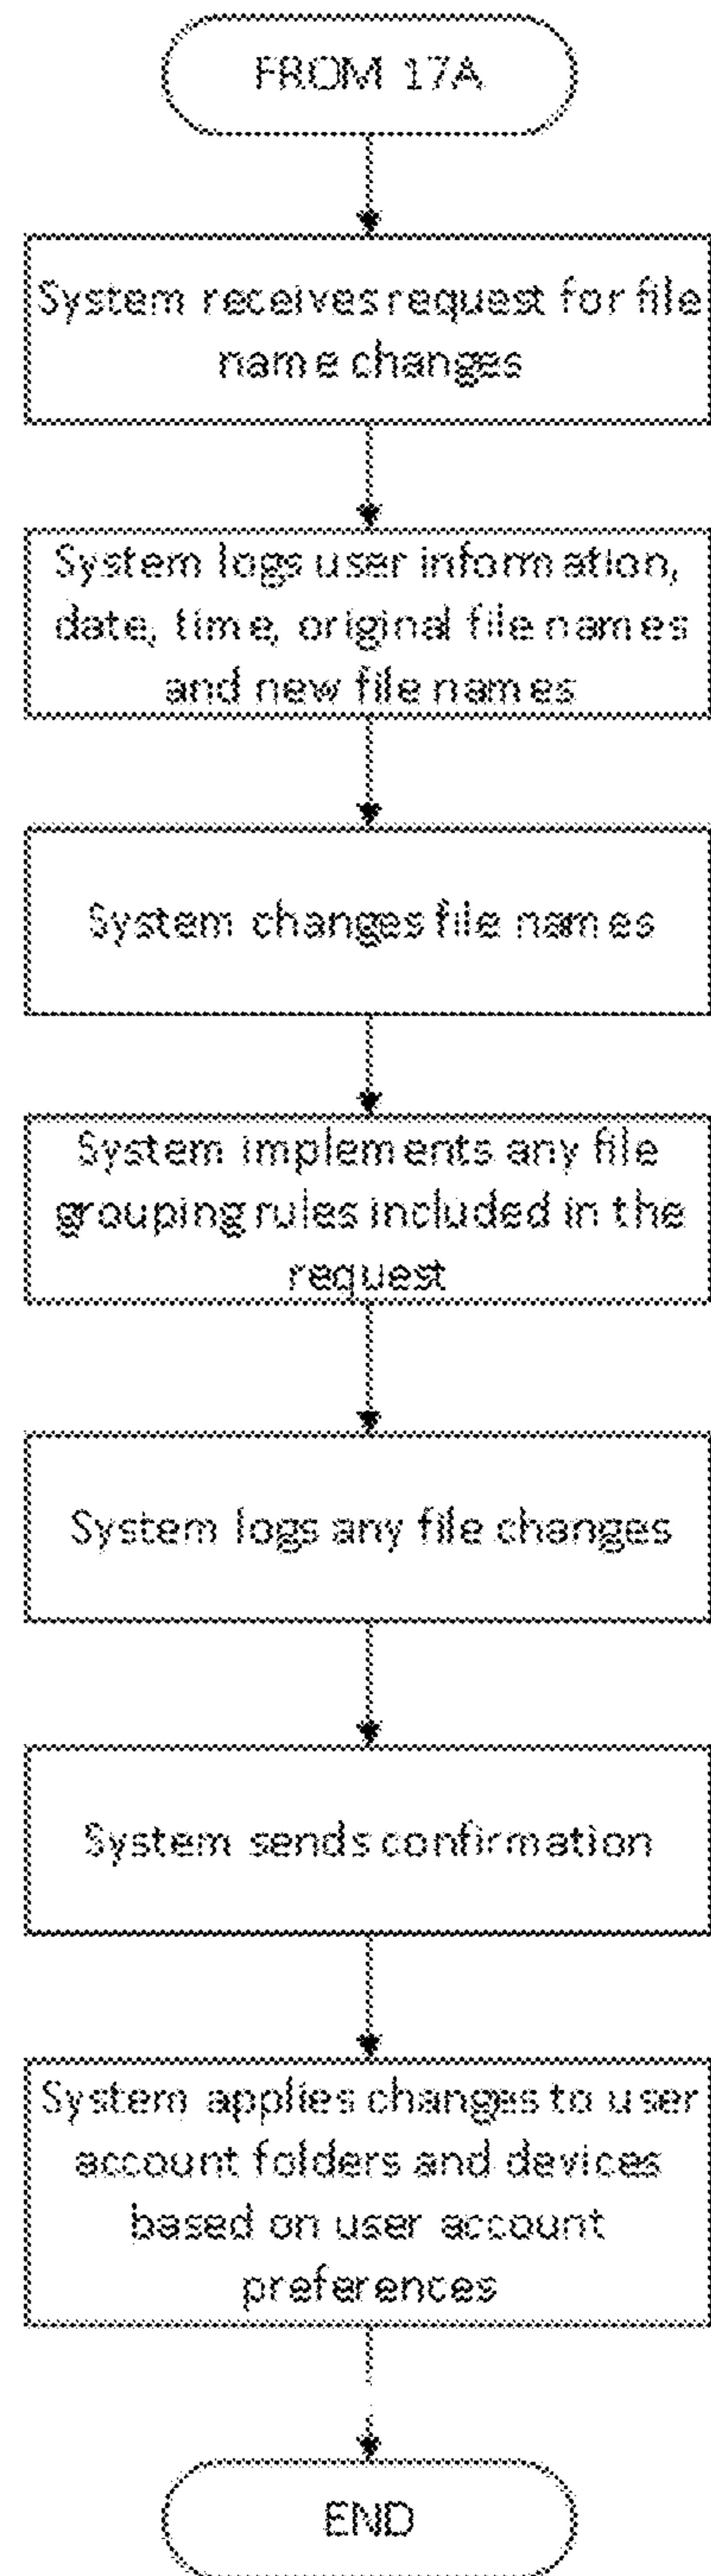 FROM 17A
System receives request for file
name changes
System logs user information,
date, time, original file names
and new file names
System changes file names
System implements any file
grouping rules included in the
request
System logs any file changes
System sends confirmation
System applies changes to user
account folders and devices
based on user account
preferences
END